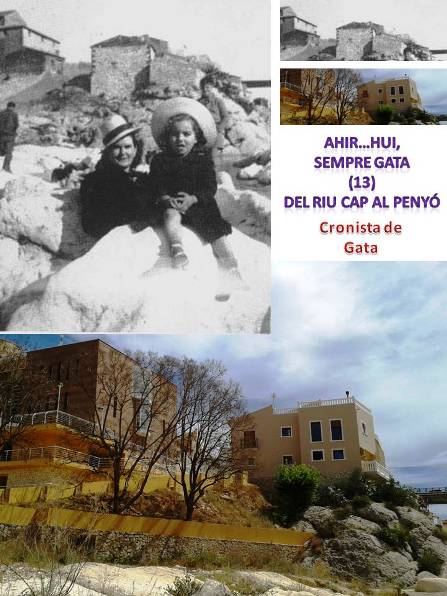 AHIR...HUI,
SEMPRE GATA
(13)
DEL RIU CAP AL PENYÓ
Cronista de
Gata